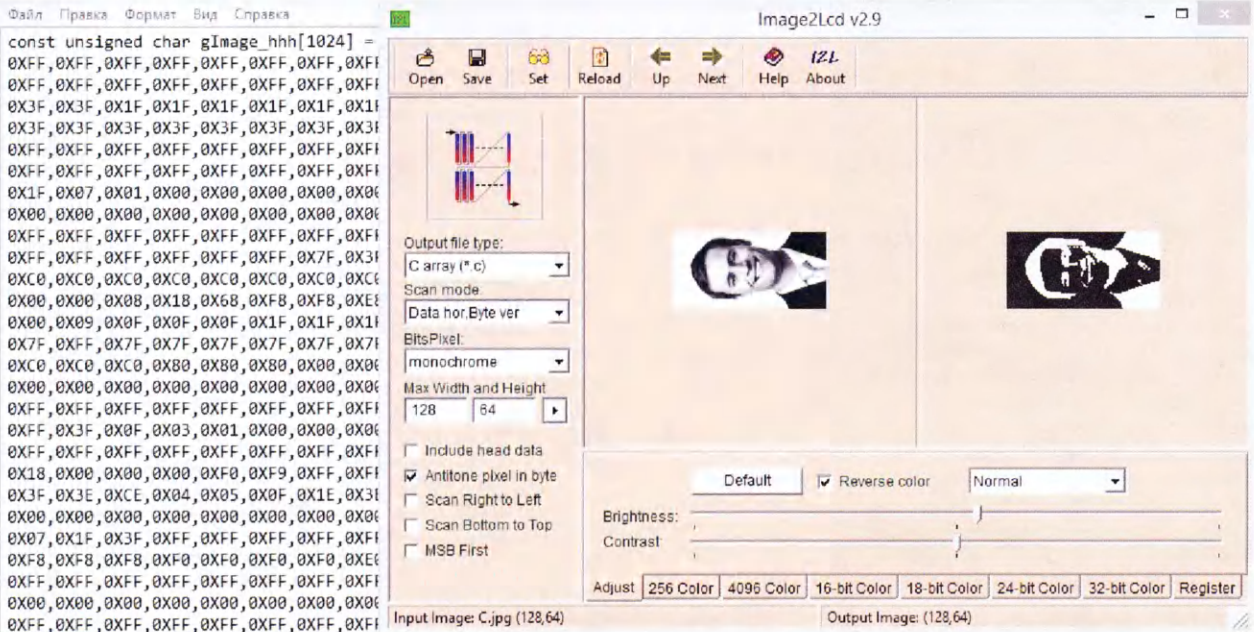 Файл Правка Формат Вид Справка
const unsigned char gImage_hhh[1024] =
0XFF,0XFF,0XFF,0XFF,0XFF,0XFF,0XFF,0XFF
0XFF,0XFF,0XFF,0XFF,0XFF,0XFF,0XFF,0XFF
0X3F,0X3F,0X1F,0X1F,0X1F,0X1F,0X1F,0X1F
0X3F,0X3F,0X3F,0X3F,0X3F,0X3F,0X3F,0X3F
0XFF,0XFF,0XFF,0XFF,0XFF,0XFF,0XFF,0XFF
0XFF,0XFF,0XFF,0XFF,0XFF,0XFF,0XFF,0XFF
0X1F,0X07,0X01,0X00,0X00,0X00,0X00,0X00
0X00,0X00,0X00,0X00,0X00,0X00,0X00,0X00
0XFF,0XFF,0XFF,0XFF,0XFF,0XFF,0XFF,0XFF
0XFF,0XFF,0XFF,0XFF,0XFF,0XFF,0X7F,0X3F
0XC0,0XC0,0XC0,0XC0,0XC0,0XC0,0XC0,0XC0
0X00,0X00,0X08,0X18,0X68,0XF8,0XF8,0XE8
0X00,0X09,0X0F,0X0F,0X0F,0X1F,0X1F,0X1F
0X7F,0XFF,0X7F,0X7F,0X7F,0X7F,0X7F,0X7F
0XC0,0XC0,0XC0,0X80,0X80,0X80,0X00,0X00
0X00,0X00,0X00,0X00,0X00,0X00,0X00,0X00
0XFF,0XFF,0XFF,0XFF,0XFF,0XFF,0XFF,0XFF
0XFF,0X3F,0X0F,0X03,0X01,0X00,0X00,0X00
0XFF,0XFF,0XFF,0XFF,0XFF,0XFF,0XFF,0XFF
0X18,0X00,0X00,0X00,0XF0,0XF9,0XFF,0XFF
0X3F,0X3E,0XCE,0X04,0X05,0X0F,0X1E,0X3E
0X00,0X00,0X00,0X00,0X00,0X00,0X00,0X00
0X07,0X1F,0X3F,0XFF,0XFF,0XFF,0XFF,0XFF
0XF8,0XF8,0XF8,0XF0,0XF0,0XF0,0XF0,0XE0
0XFF,0XFF,0XFF,0XFF,0XFF,0XFF,0XFF,0XFF
0X00,0X00,0X00,0X00,0X00,0X00,0X00,0X00
0XFF,0XFF,0XFF,0XFF,0XFF,0XFF,0XFF,0XFF
Image2Lcd v2.9
Open Save Set Reload Up Next Help About
Output file type:
C array (*.c)
Scan mode:
Data hor,Byte ver
BitsPixel:
monochrome
Max Width and Height
128 64
Include head data
Antitone pixel in byte
Scan Right to Left
Scan Bottom to Top
MSB First
Default Reverse color Normal
Brightness:
Contrast:
Adjust 256 Color 4096 Color 16-bit Color 18-bit Color 24-bit Color 32-bit Color Register
Input Image: C.jpg (128,64) Output Image: (128,64)